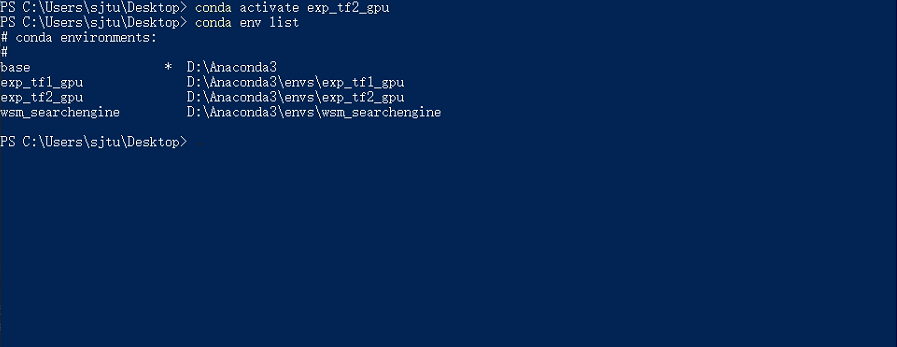 PS C:\Users\sjtu\Desktop> conda activate exp_tf2_gpu
PS C:\Users\sjtu\Desktop> conda env list
# conda environments:
#
base                  *  D:\Anaconda3
exp_tf1_gpu              D:\Anaconda3\envs\exp_tf1_gpu
exp_tf2_gpu              D:\Anaconda3\envs\exp_tf2_gpu
wsm_searchengine         D:\Anaconda3\envs\wsm_searchengine
PS C:\Users\sjtu\Desktop>